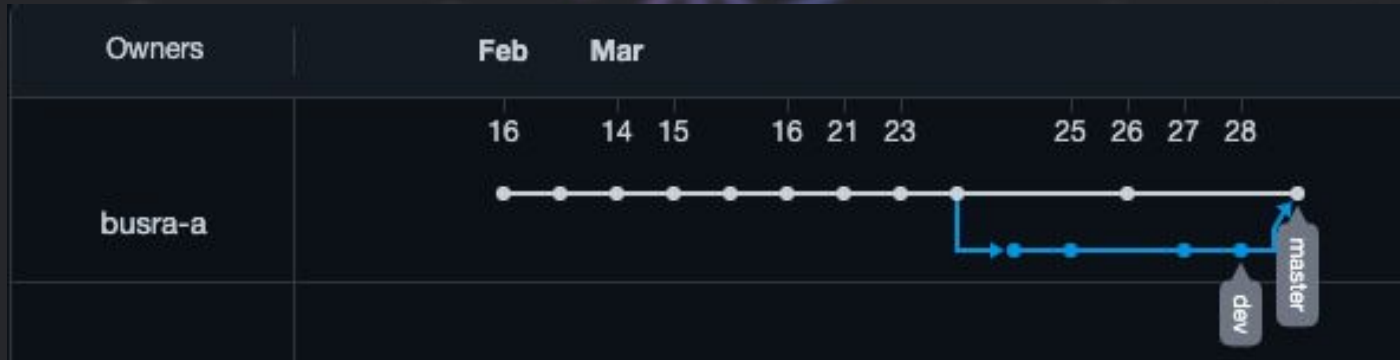 Owners Feb Mar
16 14 15 16 21 23 25 26 27 28
busra-a
master
dev